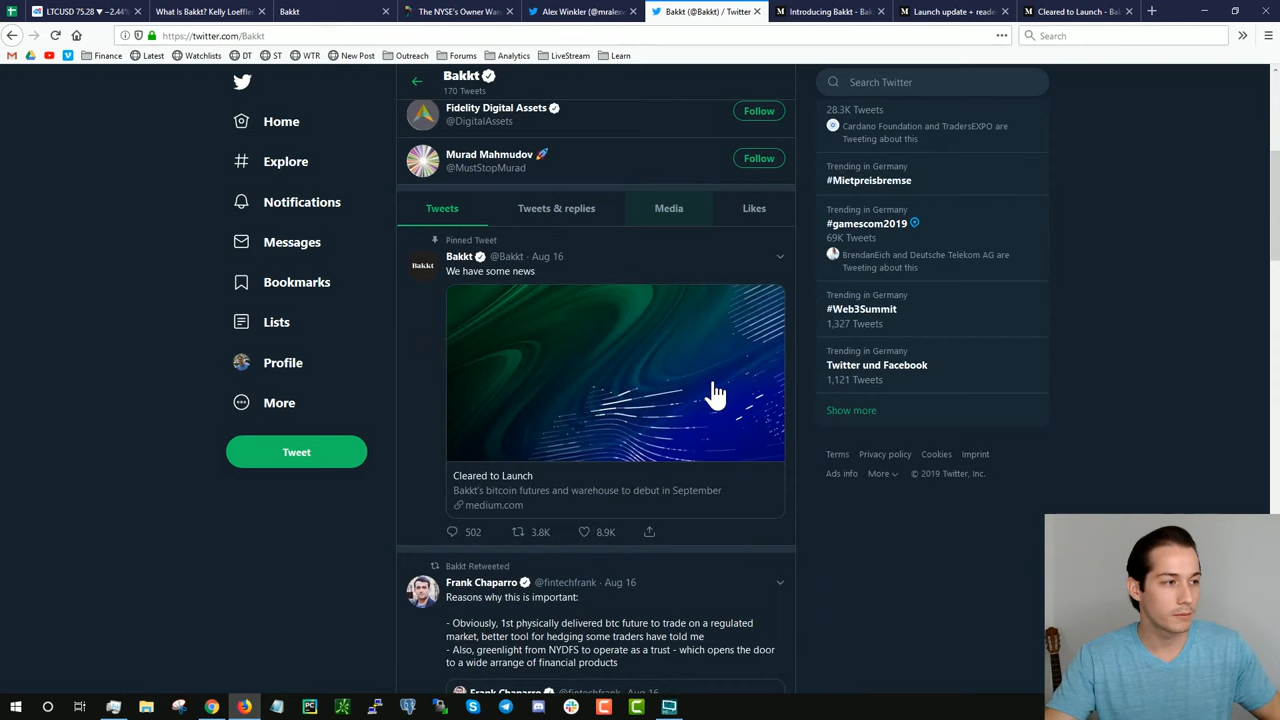 LTCUSD 75.28 ▼ −2.44%
What Is Bakkt? Kelly Loeffler
Bakkt
The NYSE's Owner Wan
Alex Winkler (@mralexw
Bakkt (@Bakkt) / Twitter
Introducing Bakkt - Bak
Launch update + reade
Cleared to Launch - Bak
https://twitter.com/Bakkt
Search
Finance
Latest
Watchlists
DT
ST
WTR
New Post
Outreach
Forums
Analytics
LiveStream
Learn
Home
Explore
Notifications
Messages
Bookmarks
Lists
Profile
More
Tweet
Bakkt
170 Tweets
Fidelity Digital Assets
@DigitalAssets
Follow
Murad Mahmudov 🚀
@MustStopMurad
Follow
Tweets
Tweets & replies
Media
Likes
Pinned Tweet
Bakkt @Bakkt · Aug 16
We have some news
Bakkt
Cleared to Launch
Bakkt's bitcoin futures and warehouse to debut in September
medium.com
502
3.8K
8.9K
Bakkt Retweeted
Frank Chaparro @fintechfrank · Aug 16
Reasons why this is important:
- Obviously, 1st physically delivered btc future to trade on a regulated
market, better tool for hedging some traders have told me
- Also, greenlight from NYDFS to operate as a trust - which opens the door
to a wide arrange of financial products
Frank Chaparro @fintechfrank · Aug 16
Search Twitter
28.3K Tweets
Cardano Foundation and TradersEXPO are
Tweeting about this
Trending in Germany
#Mietpreisbremse
Trending in Germany
#gamescom2019
69K Tweets
BrendanEich and Deutsche Telekom AG are
Tweeting about this
Trending in Germany
#Web3Summit
1,327 Tweets
Trending in Germany
Twitter und Facebook
1,121 Tweets
Show more
Terms
Privacy policy
Cookies
Imprint
Ads info
More
© 2019 Twitter, Inc.